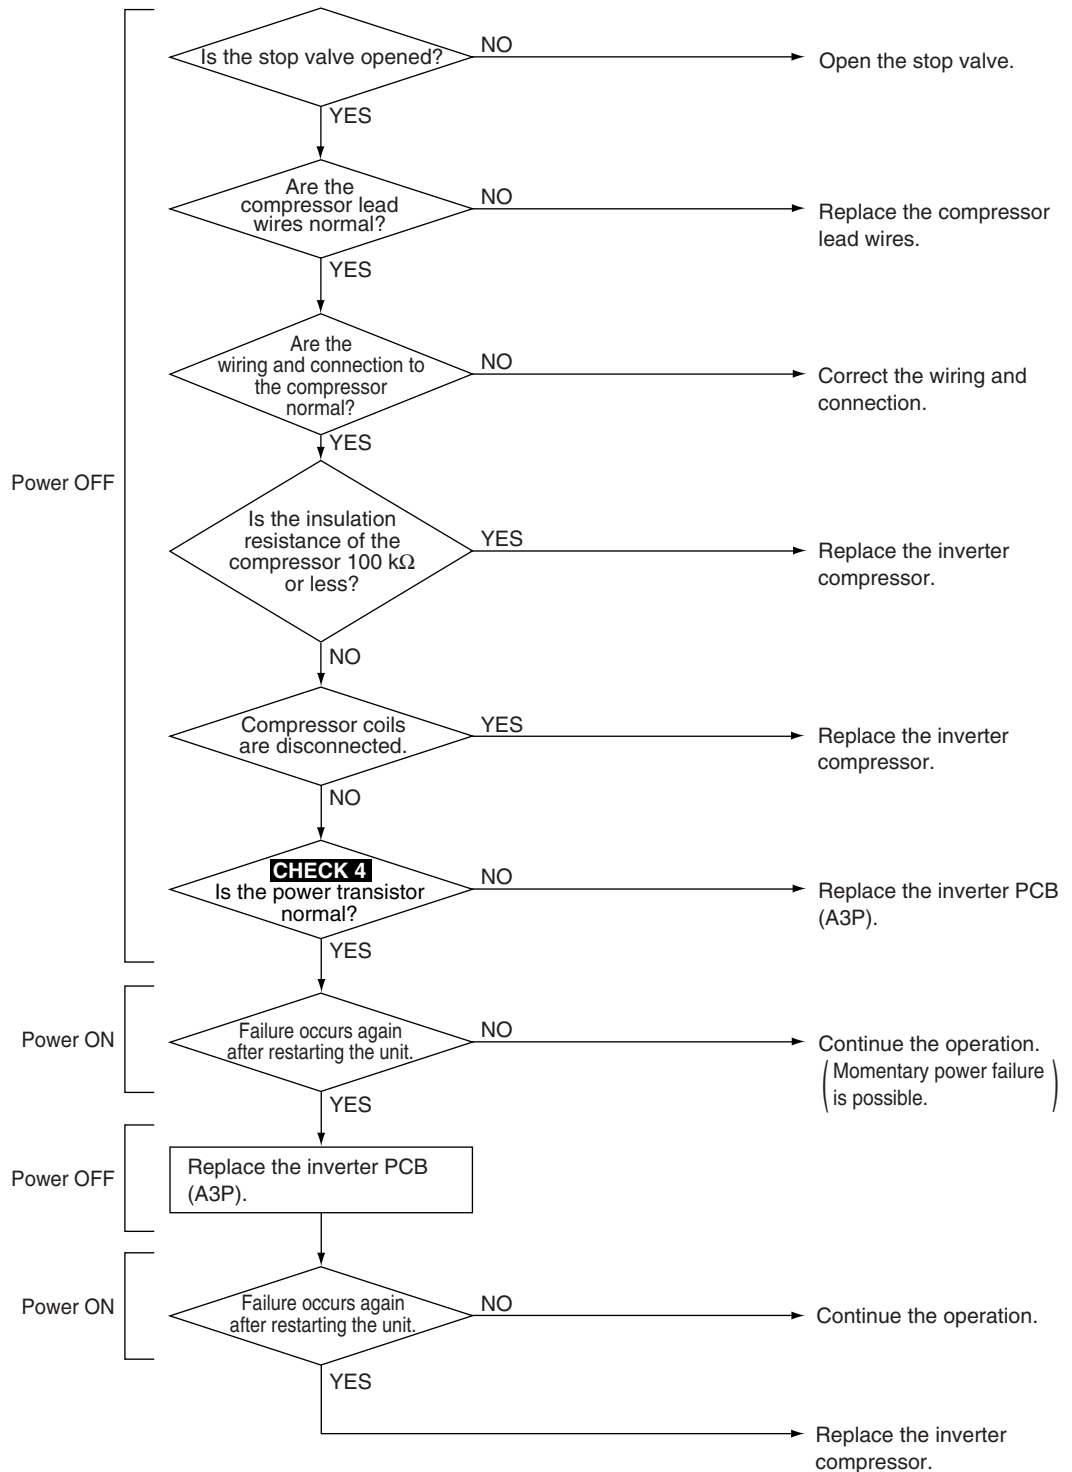 Is the stop valve opened?
NO
Open the stop valve.
YES
Are the
compressor lead
wires normal?
NO
Replace the compressor
lead wires.
YES
Are the
wiring and connection to
the compressor
normal?
NO
Correct the wiring and
connection.
YES
Power OFF
Is the insulation
resistance of the
compressor 100 kΩ
or less?
YES
Replace the inverter
compressor.
NO
Compressor coils
are disconnected.
YES
Replace the inverter
compressor.
NO
CHECK 4
Is the power transistor
normal?
NO
Replace the inverter PCB
(A3P).
YES
Power ON
Failure occurs again
after restarting the unit.
NO
Continue the operation.
(Momentary power failure
is possible.)
YES
Power OFF
Replace the inverter PCB
(A3P).
Power ON
Failure occurs again
after restarting the unit.
NO
Continue the operation.
YES
Replace the inverter
compressor.